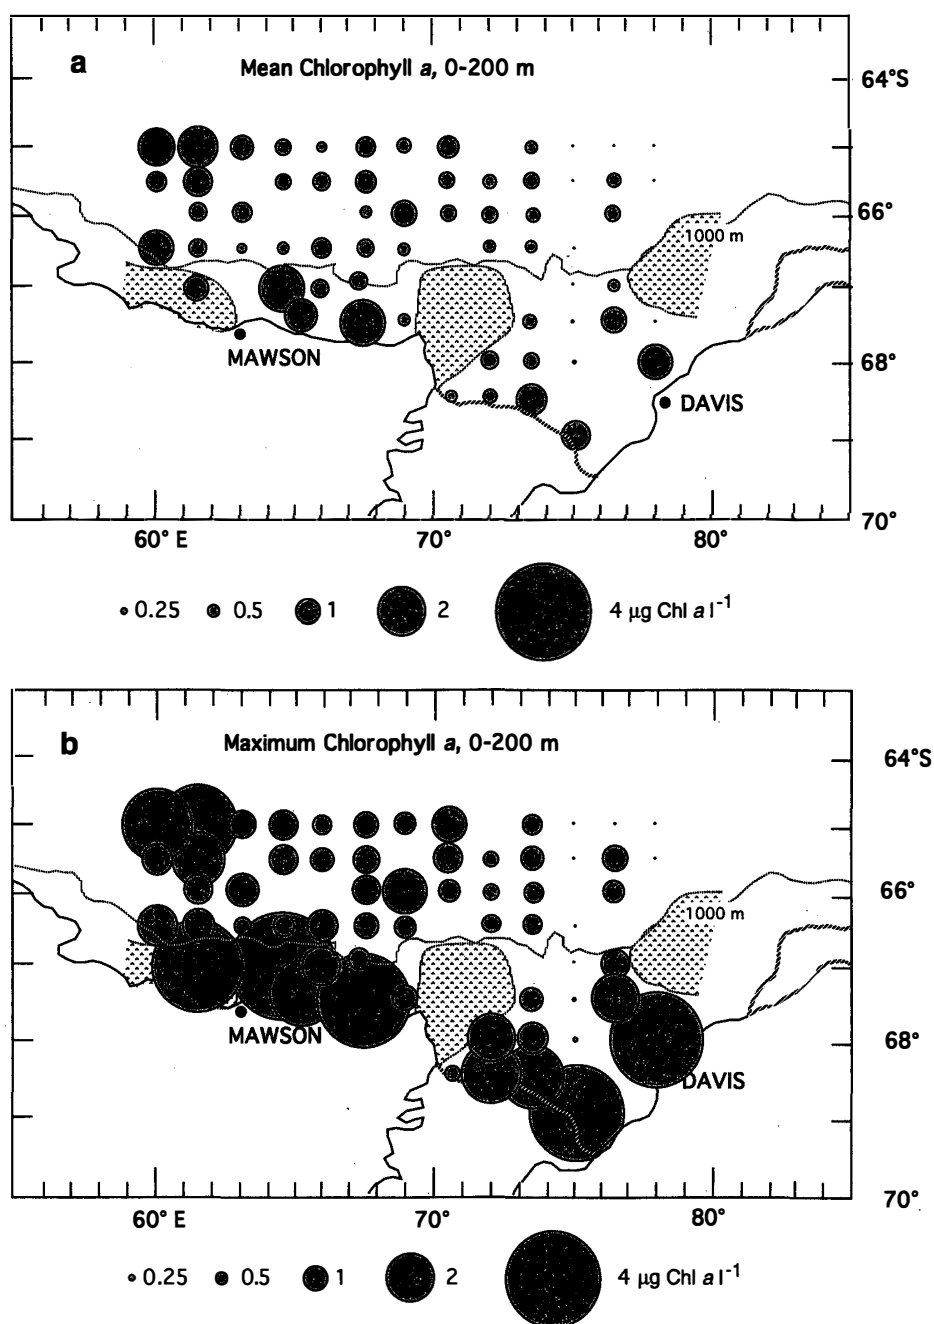 a
Mean Chlorophyll a, 0-200 m
64°S
66°
1000 m
MAWSON
68°
DAVIS
70°
60° E 70° 80°
0.25 0.5 1 2 4 µg Chl a l⁻¹
b
Maximum Chlorophyll a, 0-200 m
64°S
66°
1000 m
MAWSON
68°
DAVIS
70°
60° E 70° 80°
0.25 0.5 1 2 4 µg Chl a l⁻¹